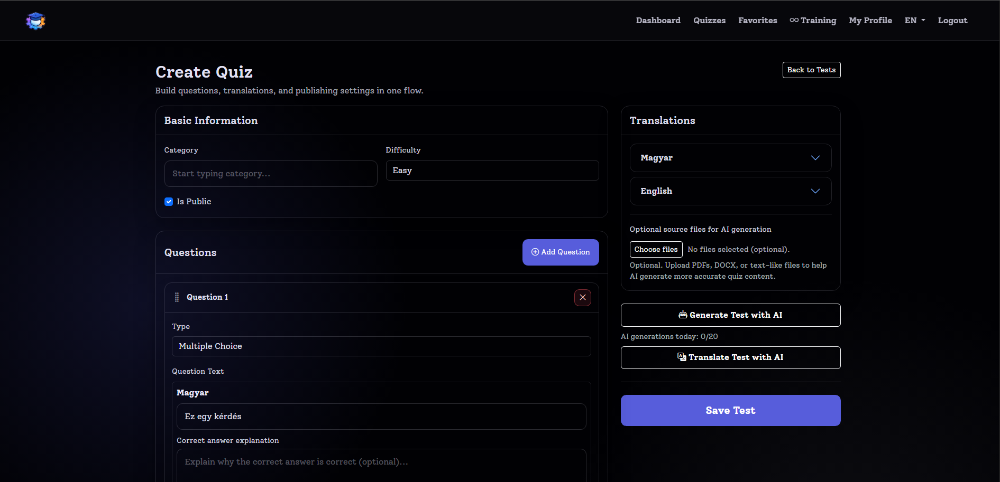 Dashboard Quizzes Favorites Training My Profile EN Logout
Create Quiz
Back to Tests
Build questions, translations, and publishing settings in one flow.
Basic Information
Category
Difficulty
Start typing category...
Easy
Is Public
Questions
Add Question
Question 1
Type
Multiple Choice
Question Text
Magyar
Ez egy kérdés
Correct answer explanation
Explain why the correct answer is correct (optional)...
Translations
Magyar
English
Optional source files for AI generation
Choose files No files selected (optional).
Optional. Upload PDFs, DOCX, or text-like files to help
AI generate more accurate quiz content.
Generate Test with AI
AI generations today: 0/20
Translate Test with AI
Save Test